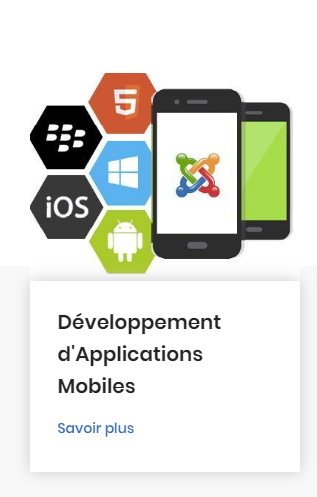 5
iOS
Développement
d'Applications
Mobiles
Savoir plus